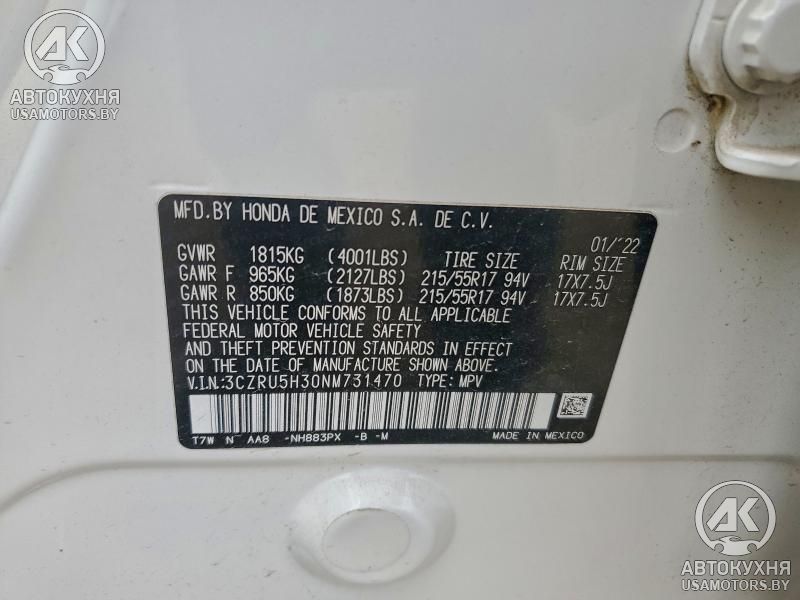 AK
АВТОКУХНЯ
USAMOTORS.BY
MFD.BY HONDA DE MEXICO S.A. DE C.V.
01/'22
GVWR 1815KG (4001LBS) TIRE SIZE RIM SIZE
GAWR F 965KG (2127LBS) 215/55R17 94V 17X7.5J
GAWR R 850KG (1873LBS) 215/55R17 94V 17X7.5J
THIS VEHICLE CONFORMS TO ALL APPLICABLE
FEDERAL MOTOR VEHICLE SAFETY
AND THEFT PREVENTION STANDARDS IN EFFECT
ON THE DATE OF MANUFACTURE SHOWN ABOVE.
V.I.N.:3CZRU5H30NM731470 TYPE: MPV
T7W N AA8 -NH883PX -B -M MADE IN MEXICO
AK
АВТОКУХНЯ
USAMOTORS.BY